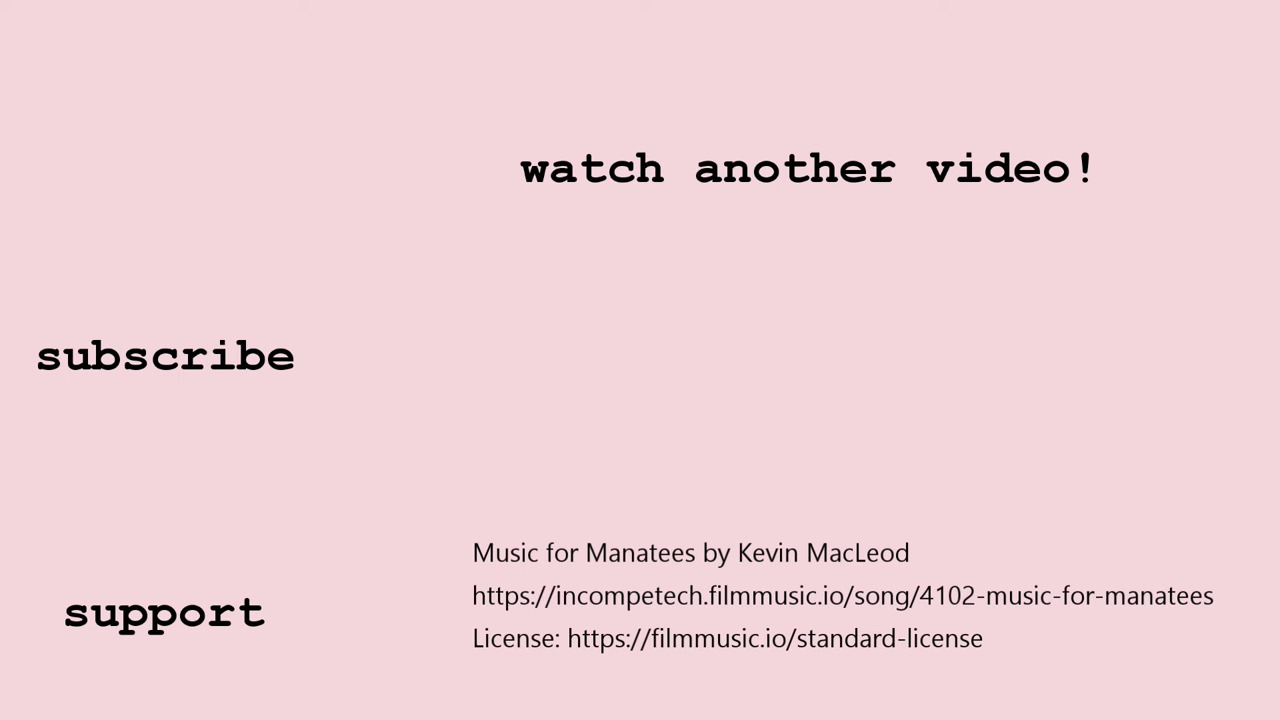 watch another video!
subscribe
support
Music for Manatees by Kevin MacLeod
https://incompetech.filmmusic.io/song/4102-music-for-manatees
License: https://filmmusic.io/standard-license